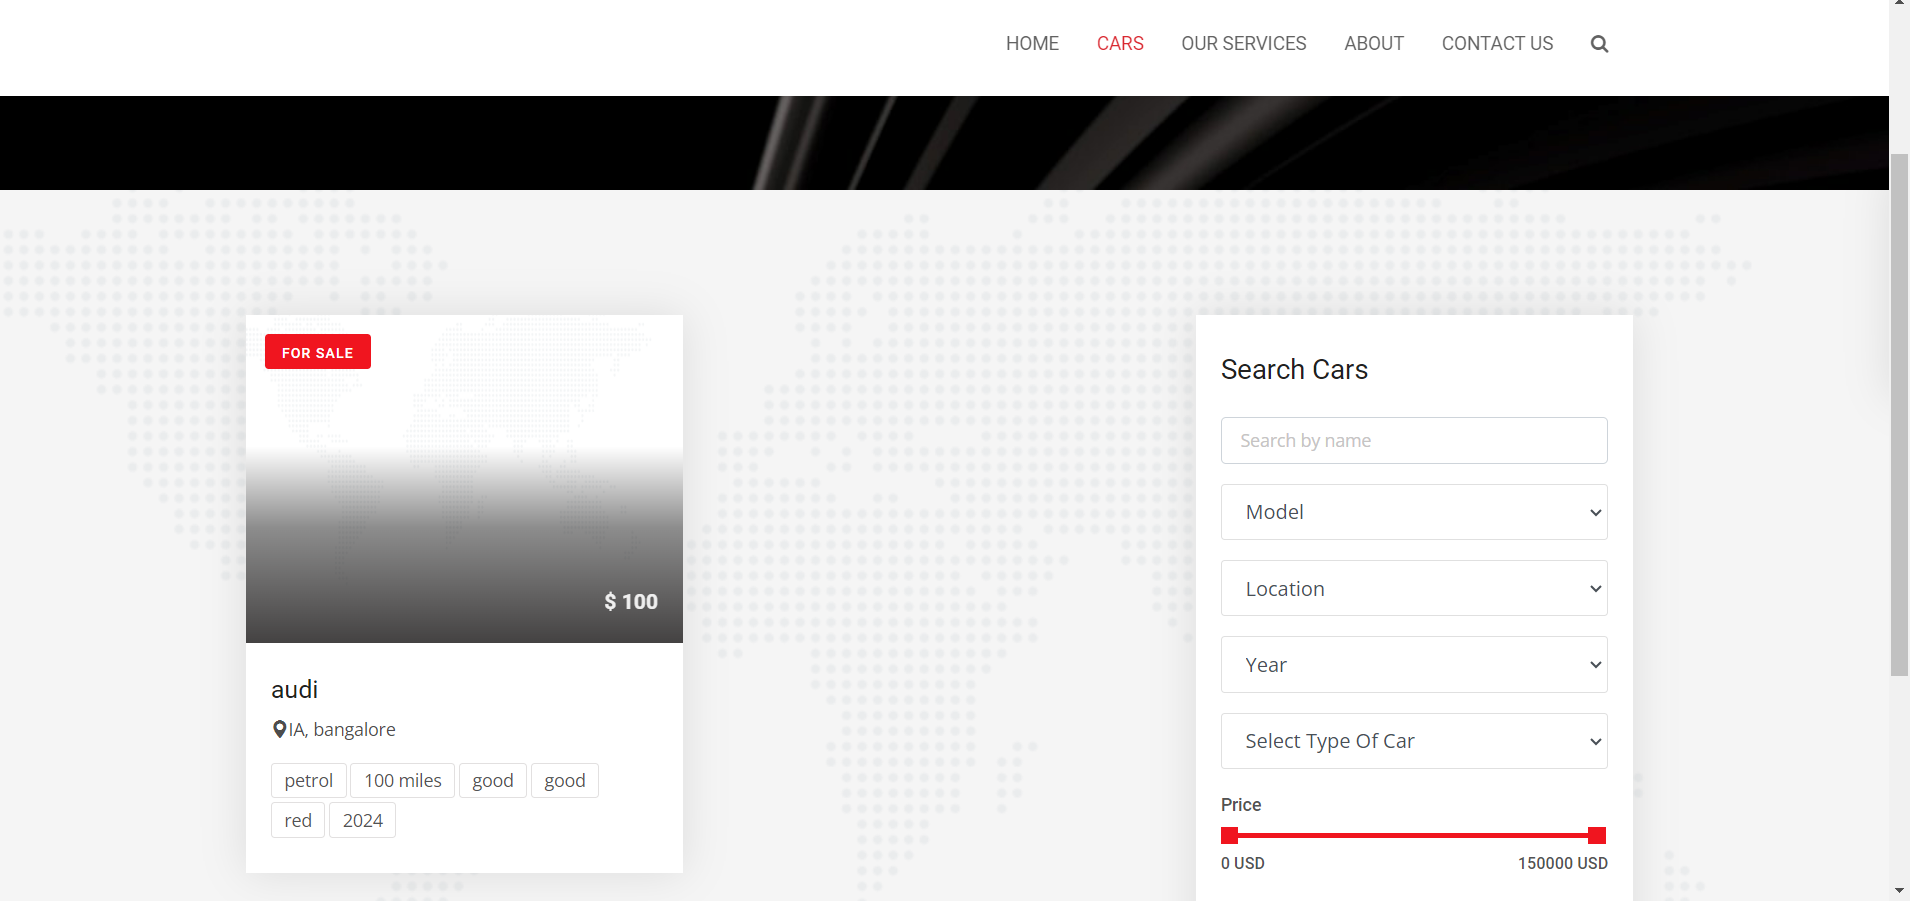 HOME CARS OUR SERVICES ABOUT CONTACT US
FOR SALE
$ 100
audi
IA, bangalore
petrol 100 miles good good
red 2024
Search Cars
Search by name
Model
Location
Year
Select Type Of Car
Price
0 USD 150000 USD